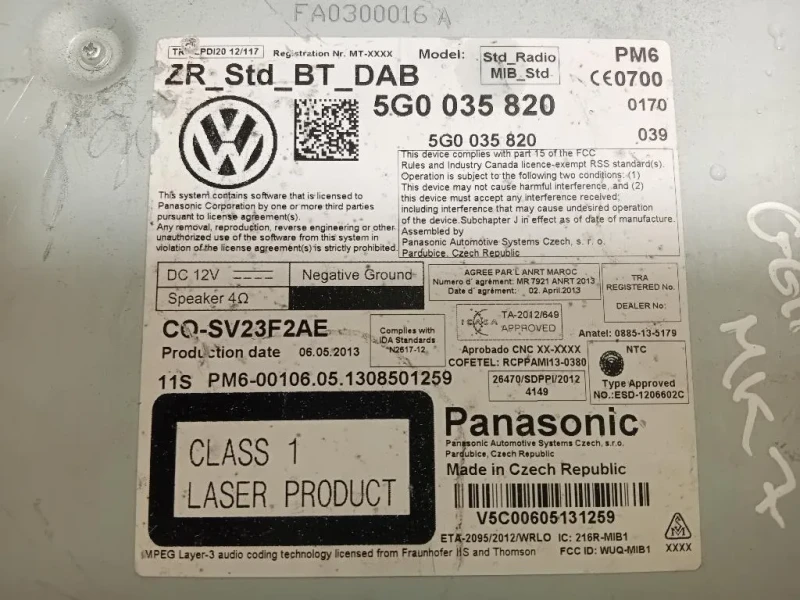 FA0300016 A
12/117
Registration Nr. MT-XXXX
Model:
Std_Radio
MIB_Std
PM6
ZR_Std_BT_DAB
CE0700
5G0 035 820
0170
5G0 035 820
039
This system contains software that is licensed to
Panasonic Corporation by one or more third parties
pursuant to license agreement(s).
Any removal, reproduction, reverse engineering or other
unauthorized use of the software from this system in
violation of the license agreement(s) is strictly prohibited.
This device complies with part 15 of the FCC
Rules and Industry Canada licence-exempt RSS standard(s).
Operation is subject to the following two conditions: (1)
This device may not cause harmful interference, and (2)
this device must accept any interference received;
including interference that may cause undesired operation
of the device.Subchapter J in effect as of date of manufacture.
Assembled by
Panasonic Automotive Systems Czech, s. r. o.
Pardubice, Czech Republic
DC 12V
Negative Ground
Speaker 4Ω
AGREE PAR L'ANRT MAROC
Numero d' agrément: MR 7921 ANRT 2013
Date d' agrément: 02. April.2013
TRA
REGISTERED No:
DEALER No:
CQ-SV23F2AE
Production date 06.05.2013
Complies with
IDA Standards
"N2617-12
TA-2012/649
APPROVED
Anatel: 0885-13-5179
Aprobado CNC XX-XXXX
COFETEL: RCPPAMI13-0380
NTC
Type Approved
NO.:ESD-1206602C
11S PM6-00106.05.1308501259
26470/SDPPI/2012
4149
CLASS 1
LASER PRODUCT
Panasonic
Panasonic Automotive Systems Czech, s.r.o.
Pardubice, Czech Republic
Made in Czech Republic
V5C00605131259
ETA-2095/2012/WRLO IC: 216R-MIB1
MPEG Layer-3 audio coding technology licensed from Fraunhofer IIS and Thomson
FCC ID: WUQ-MIB1
XXXX
MK7